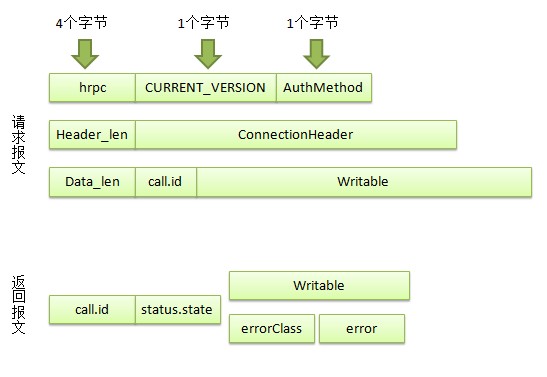 4个字节 1个字节 1个字节
hrpc CURRENT_VERSION AuthMethod
请求报文
Header_len ConnectionHeader
Data_len call.id Writable
返回报文
Writable
call.id status.state
errorClass error